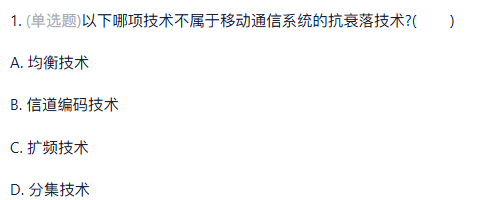 1. (单选题)以下哪项技术不属于移动通信系统的抗衰落技术?( )
A. 均衡技术
B. 信道编码技术
C. 扩频技术
D. 分集技术